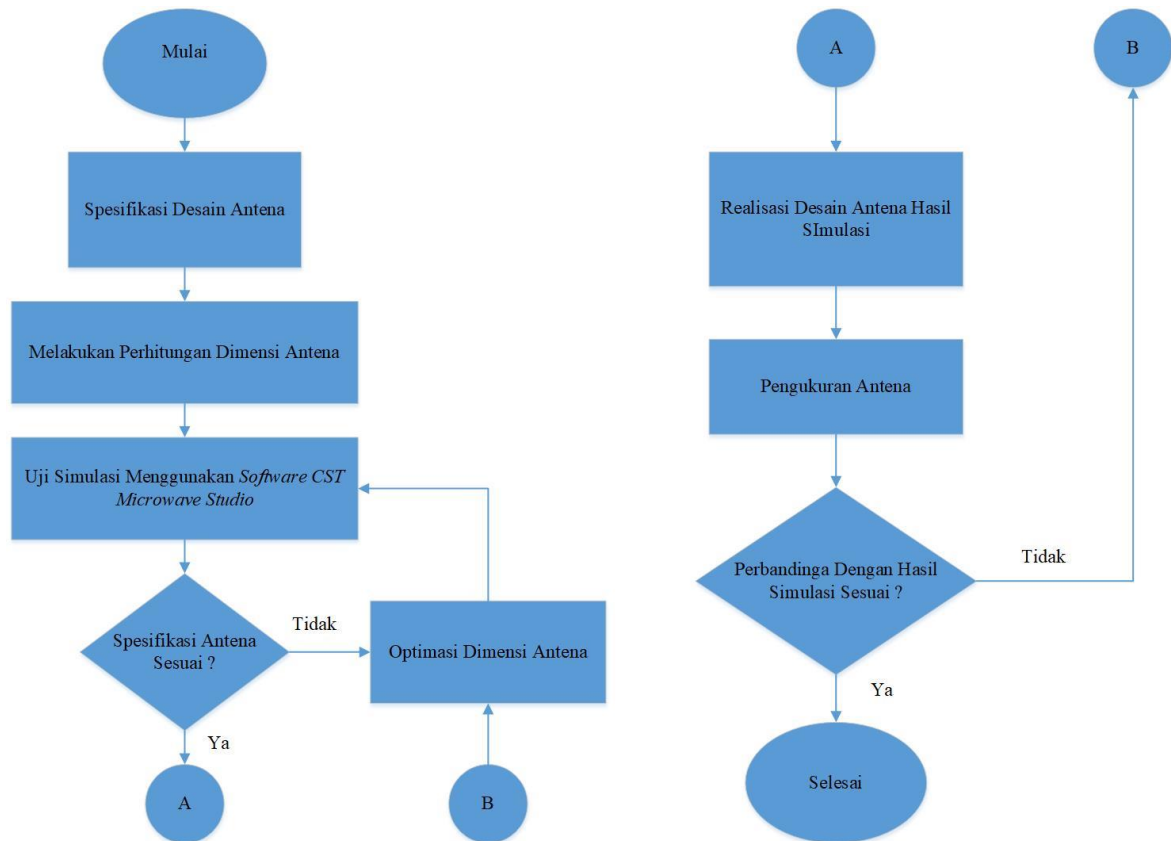 Mulai
Spesifikasi Desain Antena
Melakukan Perhitungan Dimensi Antena
Uji Simulasi Menggunakan Software CST
Microwave Studio
Spesifikasi Antena
Sesuai ?
Tidak
Optimasi Dimensi Antena
Ya
A
B
A
B
Realisasi Desain Antena Hasil
SImulasi
Pengukuran Antena
Perbandinga Dengan Hasil
Simulasi Sesuai ?
Tidak
Ya
Selesai